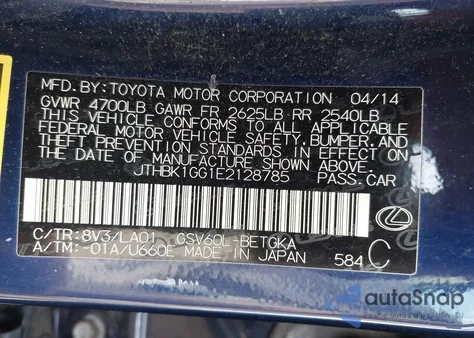 MFD. BY: TOYOTA MOTOR CORPORATION 04/14
GVWR 4700LB GAWR FR 2625LB RR 2540LB
THIS VEHICLE CONFORMS TO ALL APPLICABLE
FEDERAL MOTOR VEHICLE SAFETY, BUMPER, AND
THEFT PREVENTION STANDARDS IN EFFECT ON
THE DATE OF MANUFACTURE SHOWN ABOVE.
JTHBK1GG1E2128785 PASS.CAR
C/TR: 8V3/LA01 GSV60L-BETGKA
A/TM: -01A/U660E MADE IN JAPAN 584 C
autoSnap